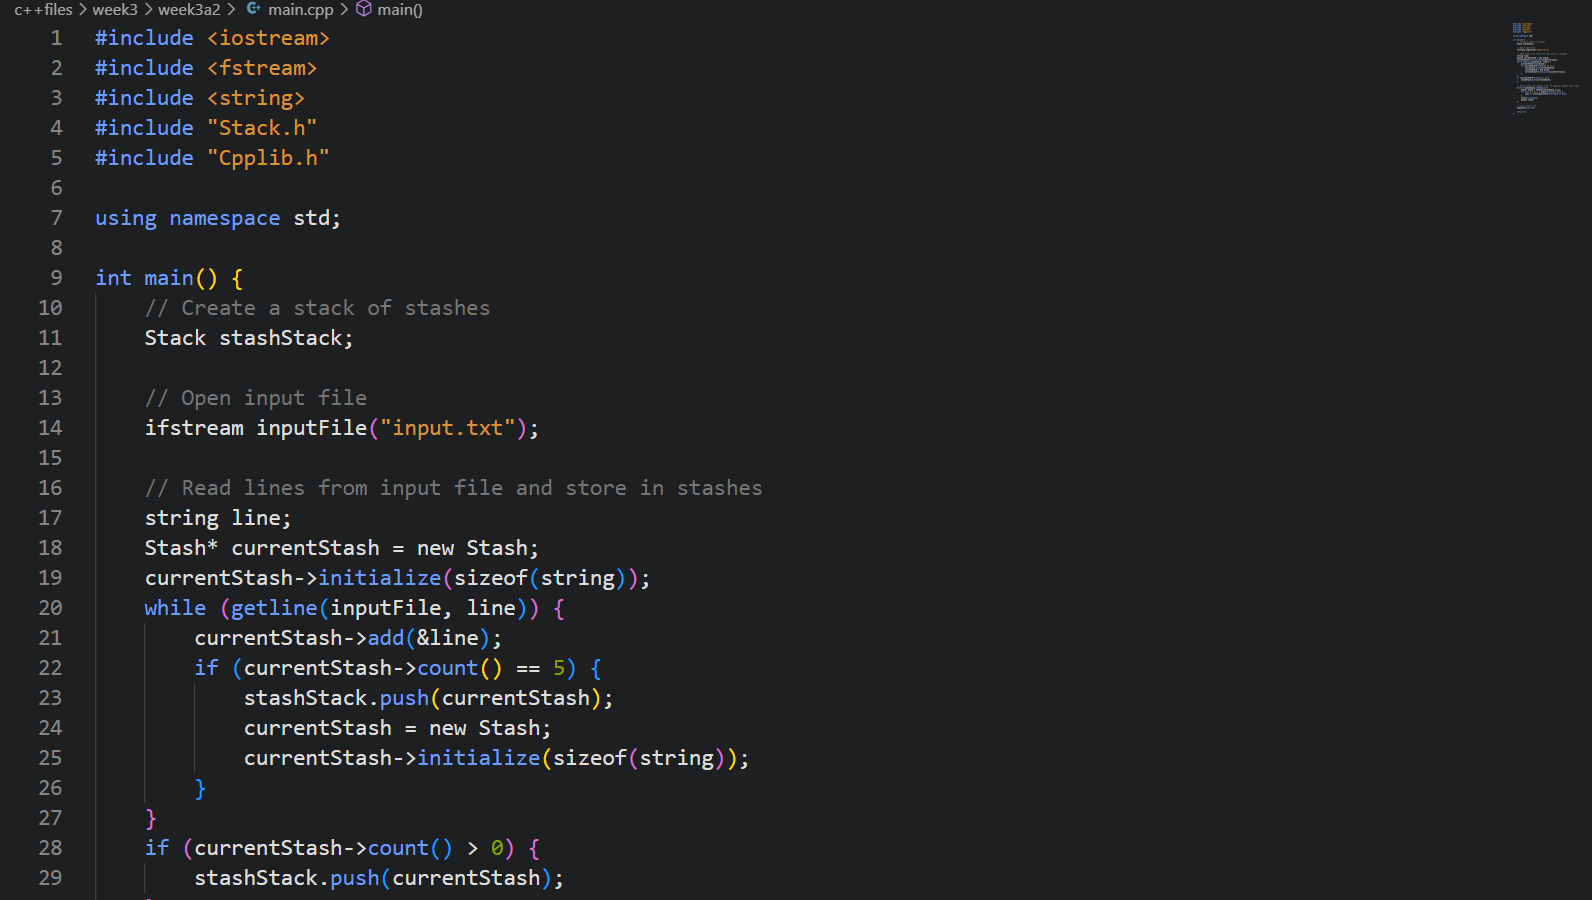 c++files > week3 > week3a2 > main.cpp > main()
1 #include <iostream>
2 #include <fstream>
3 #include <string>
4 #include "Stack.h"
5 #include "Cpplib.h"
6
7 using namespace std;
8
9 int main() {
10     // Create a stack of stashes
11     Stack stashStack;
12
13     // Open input file
14     ifstream inputFile("input.txt");
15
16     // Read lines from input file and store in stashes
17     string line;
18     Stash* currentStash = new Stash;
19     currentStash->initialize(sizeof(string));
20     while (getline(inputFile, line)) {
21         currentStash->add(&line);
22         if (currentStash->count() == 5) {
23             stashStack.push(currentStash);
24             currentStash = new Stash;
25             currentStash->initialize(sizeof(string));
26         }
27     }
28     if (currentStash->count() > 0) {
29         stashStack.push(currentStash);